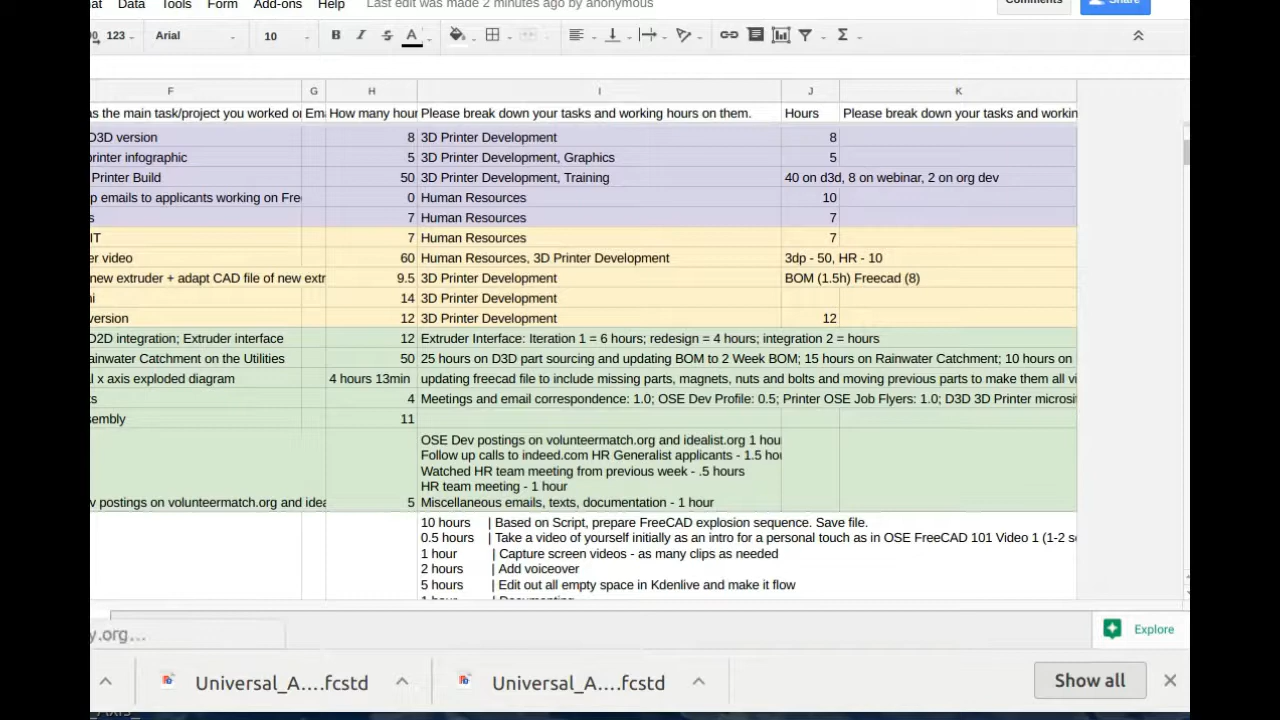 at Data Tools Form Add-ons Help Last edit was made 2 minutes ago by anonymous Comments Share
123 Arial 10 B I S A Σ
F G H I J K
as the main task/project you worked or Ema How many hour Please break down your tasks and working hours on them. Hours Please break down your tasks and workin
D3D version 8 3D Printer Development 8
printer infographic 5 3D Printer Development, Graphics 5
Printer Build 50 3D Printer Development, Training 40 on d3d, 8 on webinar, 2 on org dev
p emails to applicants working on Fre 0 Human Resources 10
s 7 Human Resources 7
IT 7 Human Resources 7
er video 60 Human Resources, 3D Printer Development 3dp - 50, HR - 10
new extruder + adapt CAD file of new extr 9.5 3D Printer Development BOM (1.5h) Freecad (8)
ni 14 3D Printer Development
version 12 3D Printer Development 12
D2D integration; Extruder interface 12 Extruder Interface: Iteration 1 = 6 hours; redesign = 4 hours; integration 2 = hours
ainwater Catchment on the Utilities 50 25 hours on D3D part sourcing and updating BOM to 2 Week BOM; 15 hours on Rainwater Catchment; 10 hours on
l x axis exploded diagram 4 hours 13min updating freecad file to include missing parts, magnets, nuts and bolts and moving previous parts to make them all vi
ts 4 Meetings and email correspondence: 1.0; OSE Dev Profile: 0.5; Printer OSE Job Flyers: 1.0; D3D 3D Printer microsit
sembly 11
OSE Dev postings on volunteermatch.org and idealist.org 1 hour
Follow up calls to indeed.com HR Generalist applicants - 1.5 hou
Watched HR team meeting from previous week - .5 hours
HR team meeting - 1 hour
v postings on volunteermatch.org and idea 5 Miscellaneous emails, texts, documentation - 1 hour
10 hours | Based on Script, prepare FreeCAD explosion sequence. Save file.
0.5 hours | Take a video of yourself initially as an intro for a personal touch as in OSE FreeCAD 101 Video 1 (1-2 se
1 hour | Capture screen videos - as many clips as needed
2 hours | Add voiceover
5 hours | Edit out all empty space in Kdenlive and make it flow
1 hour | Documenting
y.org... Explore
Universal_A....fcstd Universal_A....fcstd Show all